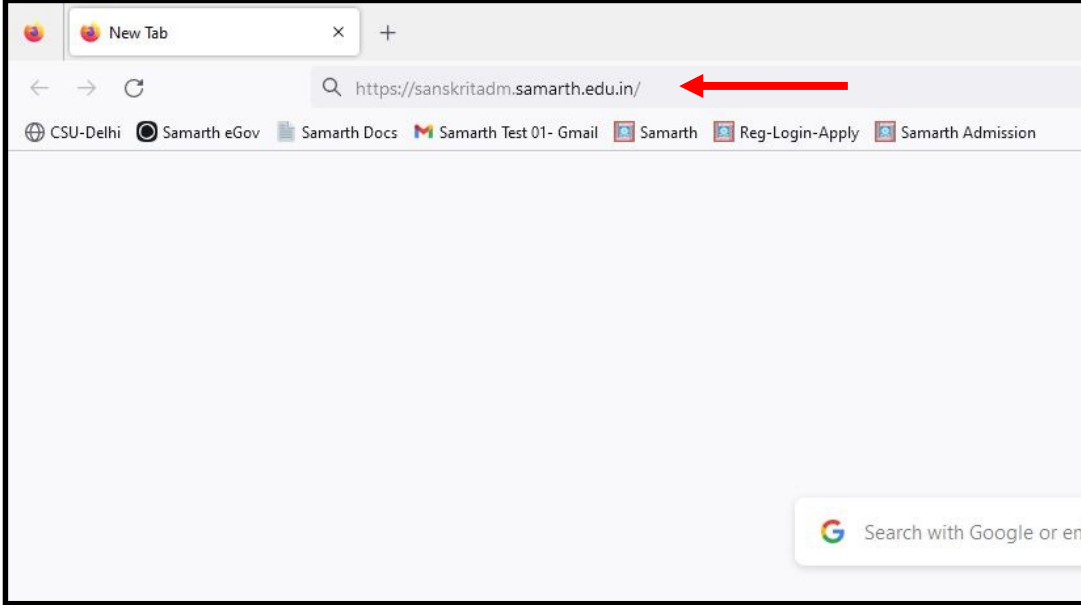 New Tab
https://sanskritadm.samarth.edu.in/
CSU-Delhi Samarth eGov Samarth Docs Samarth Test 01- Gmail Samarth Reg-Login-Apply Samarth Admission
Search with Google or en